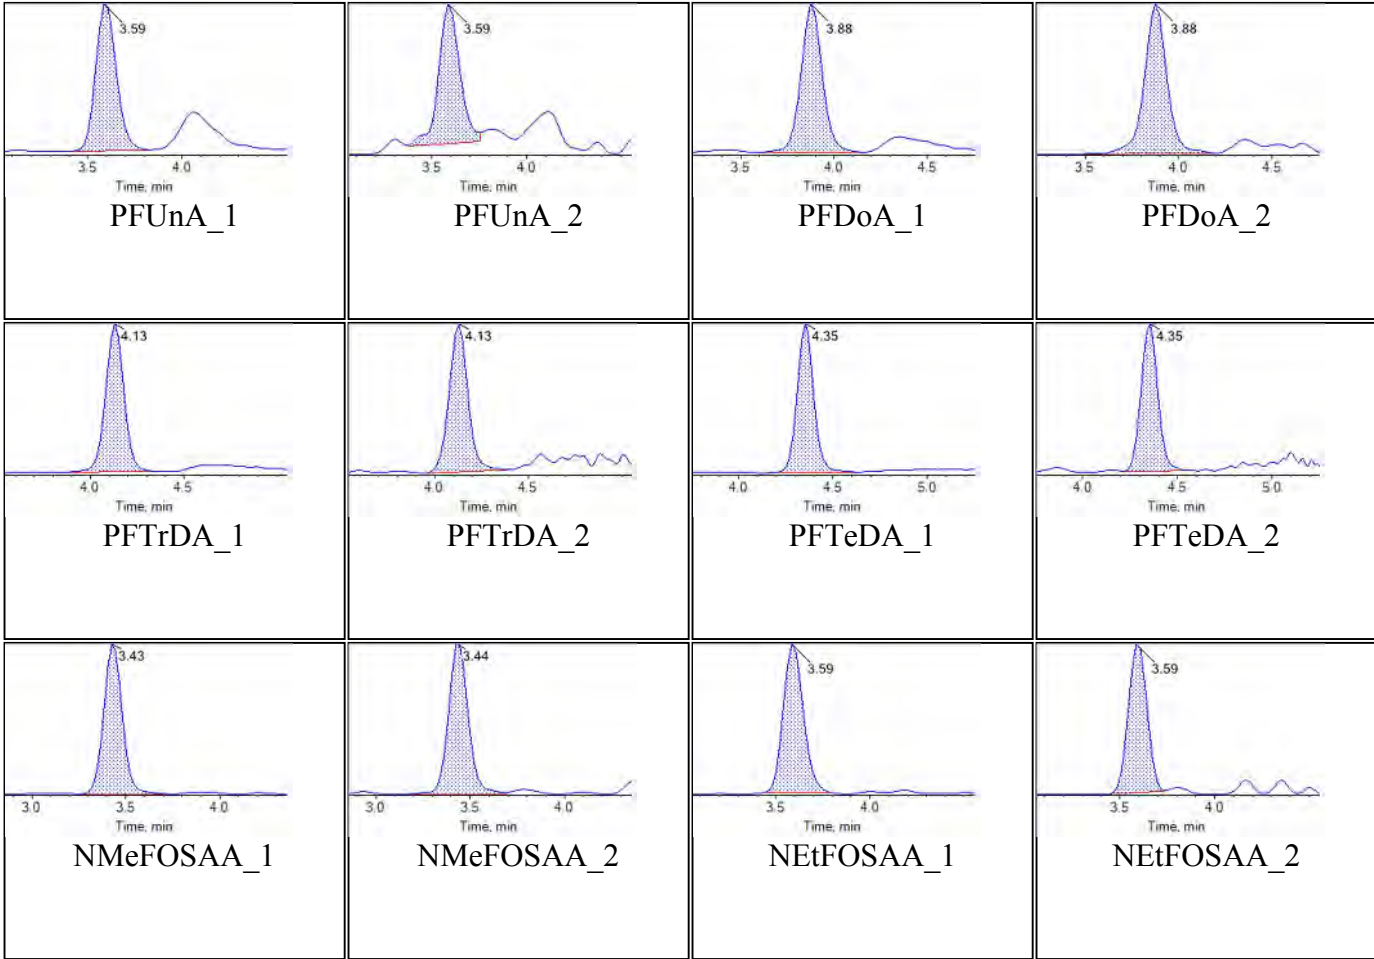 3.59
3.5 4.0
Time, min
PFUnA_1
3.59
3.5 4.0
Time, min
PFUnA_2
3.88
3.5 4.0 4.5
Time, min
PFDoA_1
3.88
3.5 4.0 4.5
Time, min
PFDoA_2
4.13
4.0 4.5
Time, min
PFTrDA_1
4.13
4.0 4.5
Time, min
PFTrDA_2
4.35
4.0 4.5 5.0
Time, min
PFTeDA_1
4.35
4.0 4.5 5.0
Time, min
PFTeDA_2
3.43
3.0 3.5 4.0
Time, min
NMeFOSAA_1
3.44
3.0 3.5 4.0
Time, min
NMeFOSAA_2
3.59
3.5 4.0
Time, min
NEtFOSAA_1
3.59
3.5 4.0
Time, min
NEtFOSAA_2